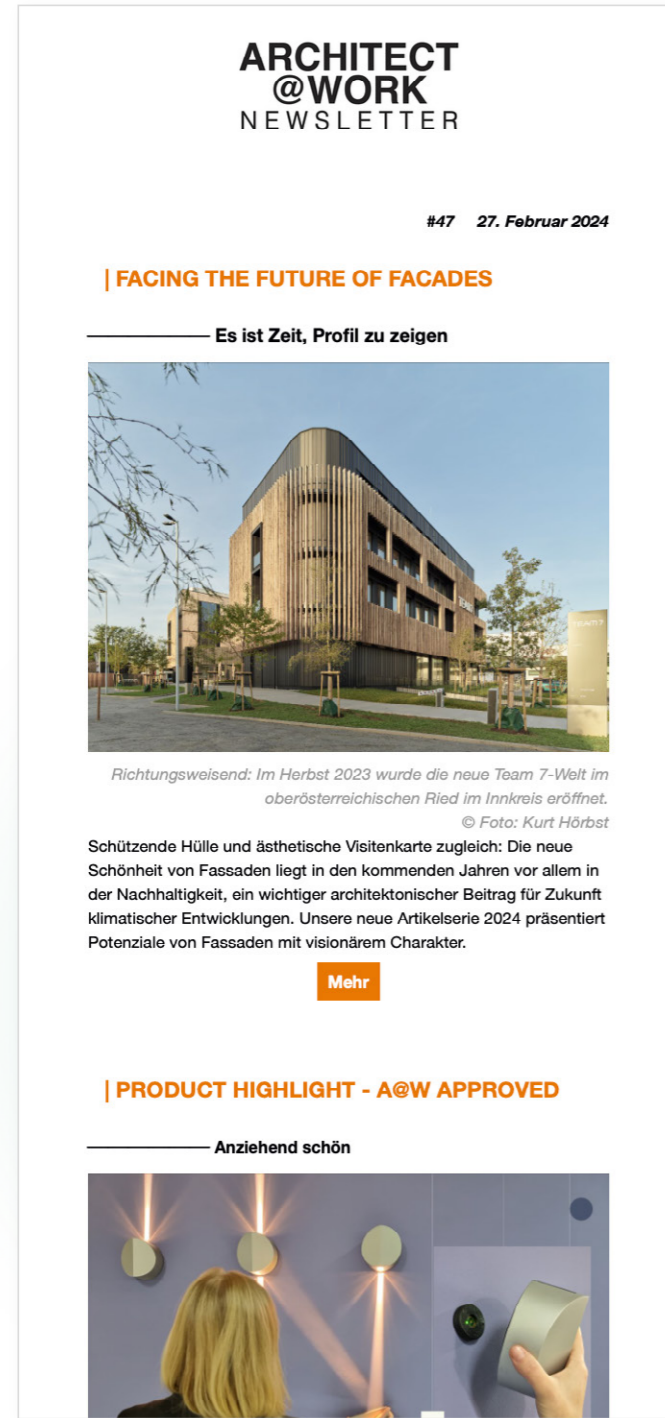 ARCHITECT
@WORK
NEWSLETTER
#47 27. Februar 2024
| FACING THE FUTURE OF FACADES
Es ist Zeit, Profil zu zeigen
TEAM 7
Richtungsweisend: Im Herbst 2023 wurde die neue Team 7-Welt im
oberösterreichischen Ried im Innkreis eröffnet.
© Foto: Kurt Hörbst
Schützende Hülle und ästhetische Visitenkarte zugleich: Die neue
Schönheit von Fassaden liegt in den kommenden Jahren vor allem in
der Nachhaltigkeit, ein wichtiger architektonischer Beitrag für Zukunft
klimatischer Entwicklungen. Unsere neue Artikelserie 2024 präsentiert
Potenziale von Fassaden mit visionärem Charakter.
Mehr
| PRODUCT HIGHLIGHT - A@W APPROVED
Anziehend schön